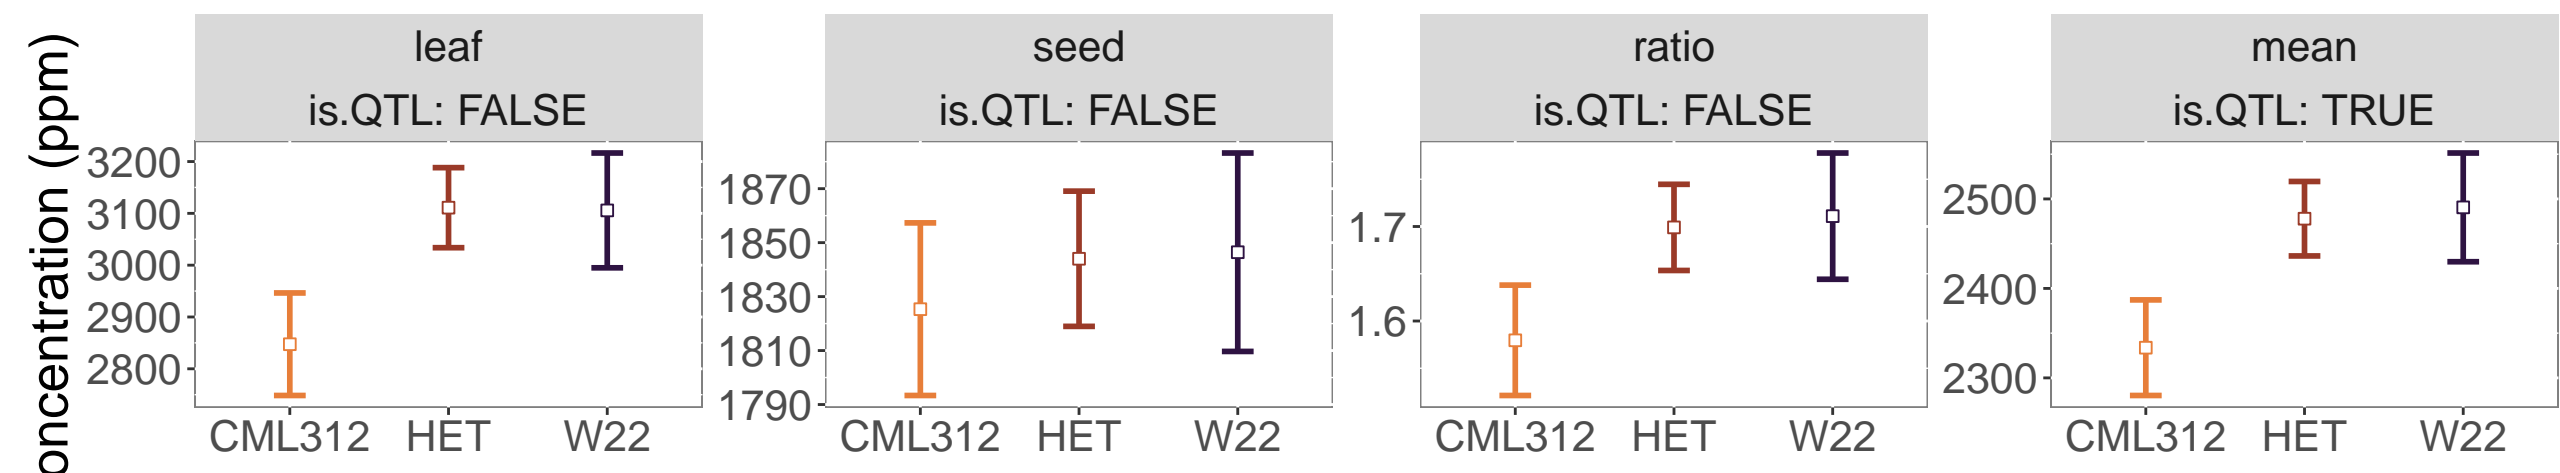 oncentration (ppm)
leaf
is.QTL: FALSE
3200
3100
3000
2900
2800
CML312 HET W22
seed
is.QTL: FALSE
1870
1850
1830
1810
1790
CML312 HET W22
ratio
is.QTL: FALSE
1.7
1.6
CML312 HET W22
mean
is.QTL: TRUE
2500
2400
2300
CML312 HET W22